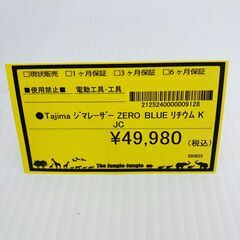 □現状販売 □1ヶ月保証 □3ヶ月保証 □6ヶ月保証
■使用禁止■ 電動工具・工具
2125240000009128
●Tajima ｼﾞﾏﾚｰｻﾞｰ ZERO BLUE ﾘﾁｳﾑ K
JC
¥49,980 (税込)
280625
The Jungle-Jungle